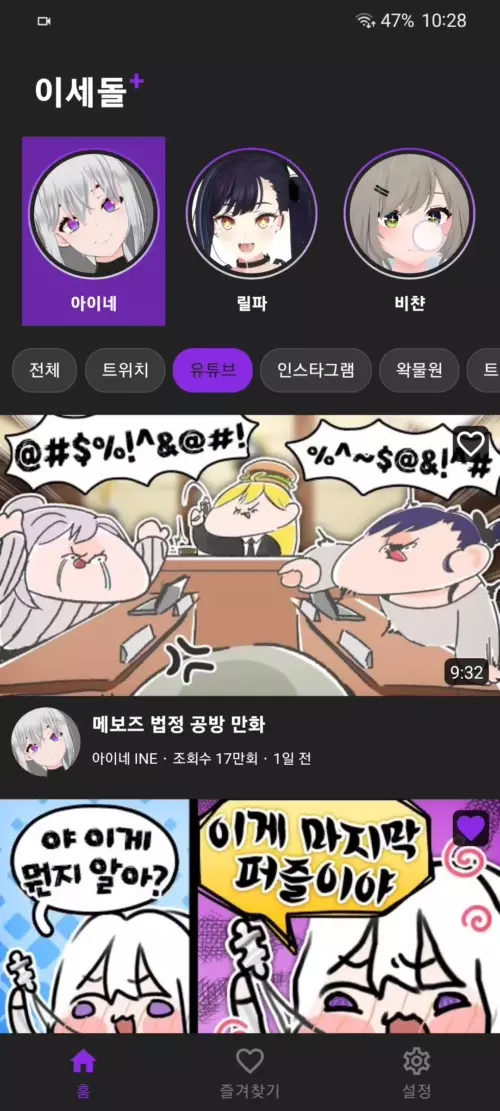 47% 10:28
이세돌+
아이네 릴파 비챤
전체 트위치 유튜브 인스타그램 왁물원 트
@#$%!^&@#!
%^~$@&!^#
9:32
메보즈 법정 공방 만화
아이네 INE · 조회수 17만회 · 1일 전
야 이게
뭔지 알아?
이게 마지막
퍼즐이야
홈 즐겨찾기 설정